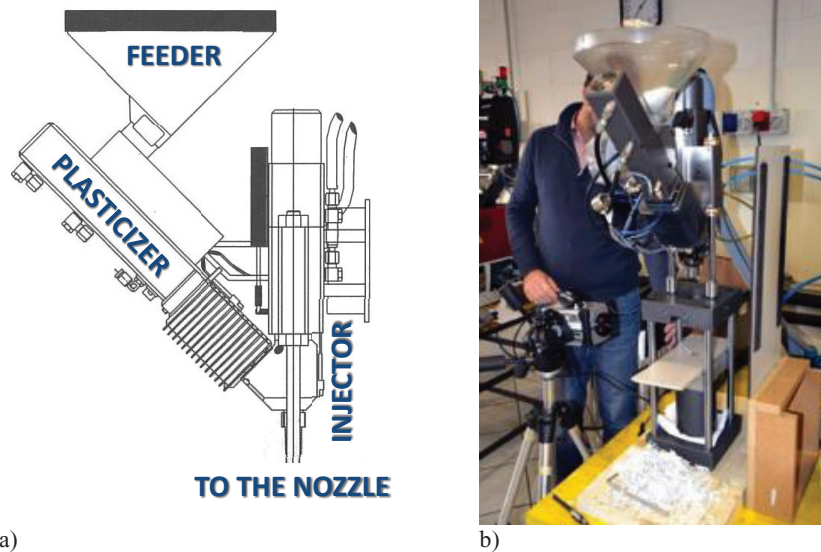 FEEDER
PLASTICIZER
INJECTOR
TO THE NOZZLE
a)
b)